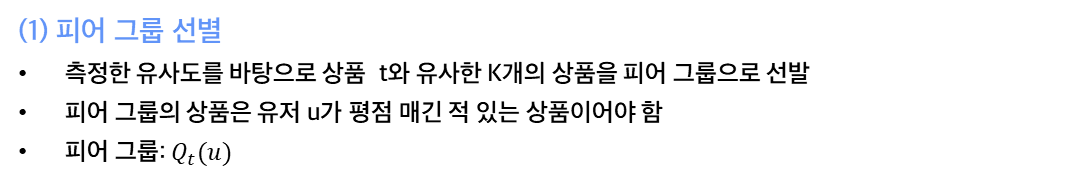 (1) 피어 그룹 선별
• 측정한 유사도를 바탕으로 상품 t와 유사한 K개의 상품을 피어 그룹으로 선발
• 피어 그룹의 상품은 유저 u가 평점 매긴 적 있는 상품이어야 함
• 피어 그룹: Qₜ(u)